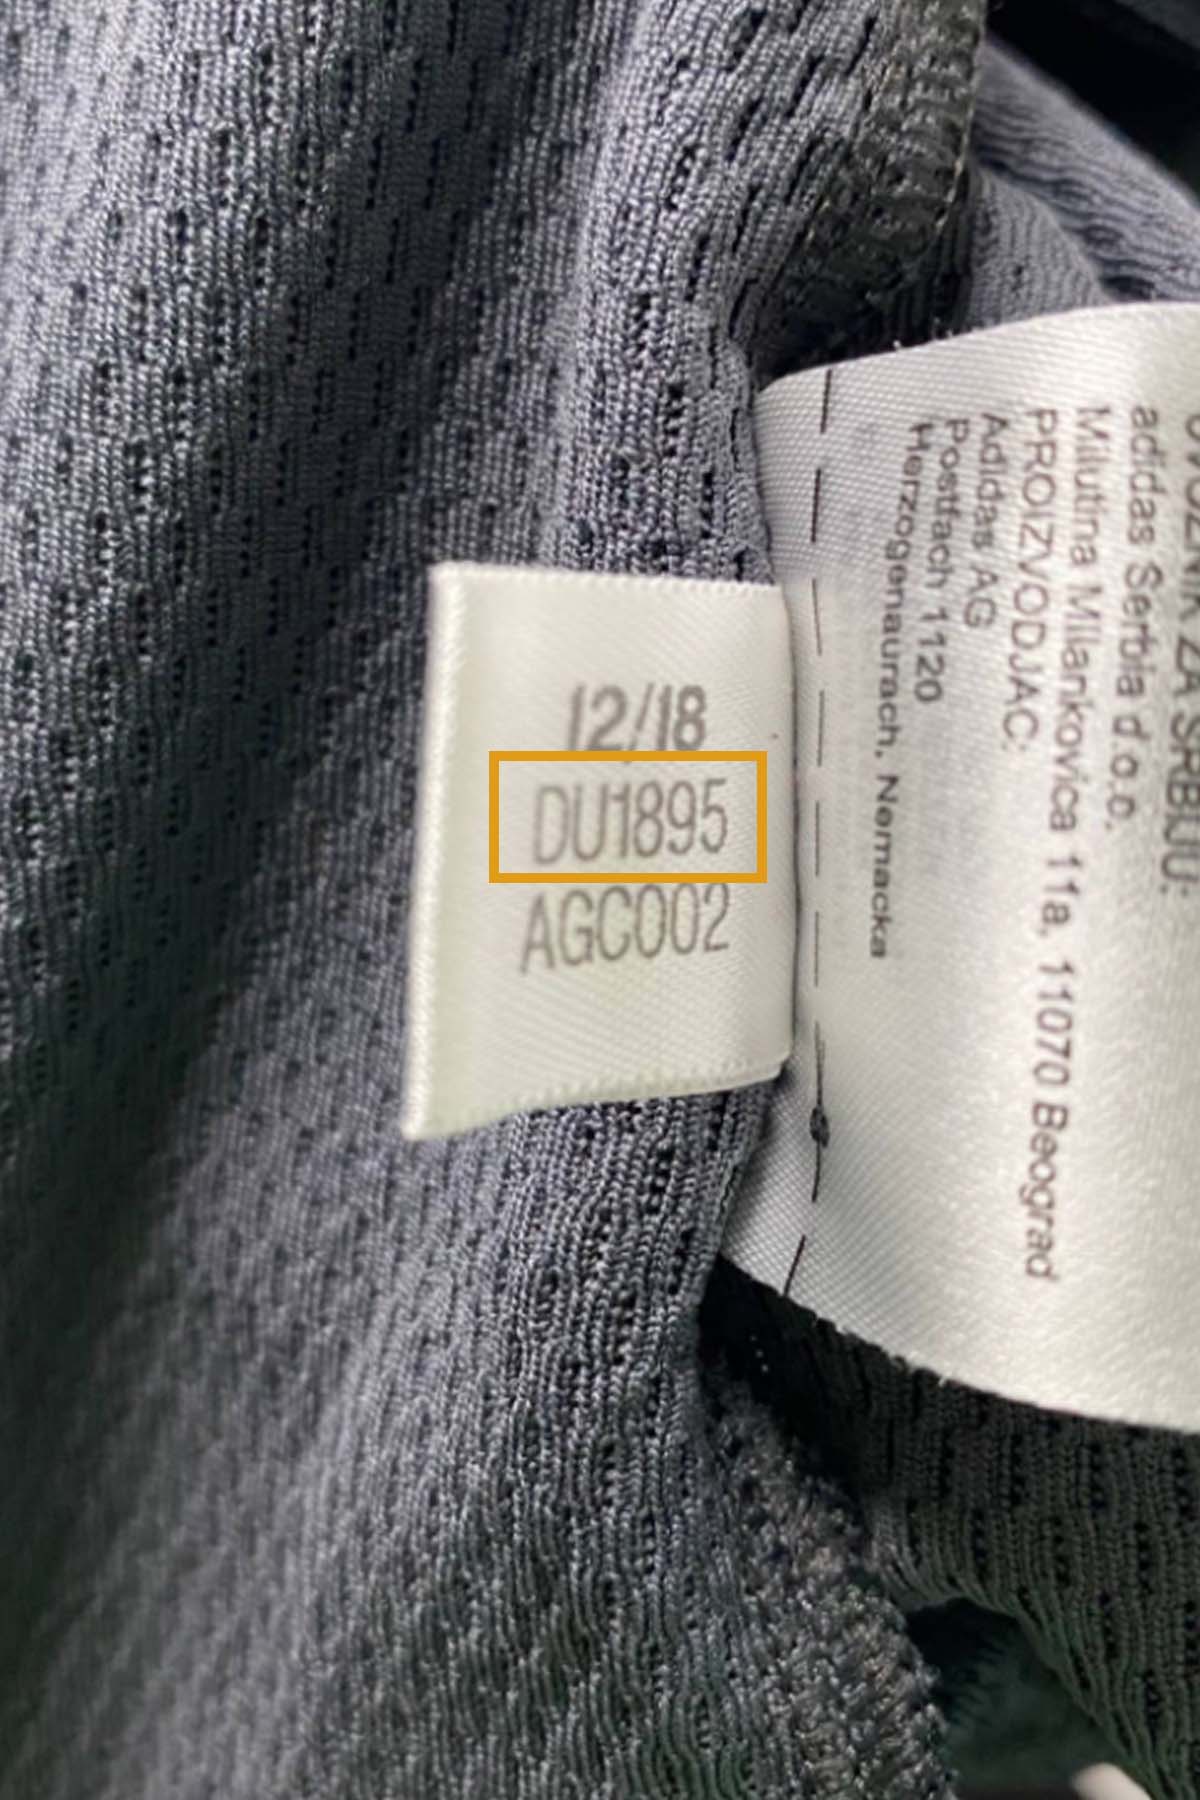 12/18
DU1895
AGC002
adidas Serbia d.o.o.
Milutina Milankovica 11a, 11070 Beograd
PROIZVODJAC:
Adidas AG
Postfach 1120
Herzogenaurach, Nemacka